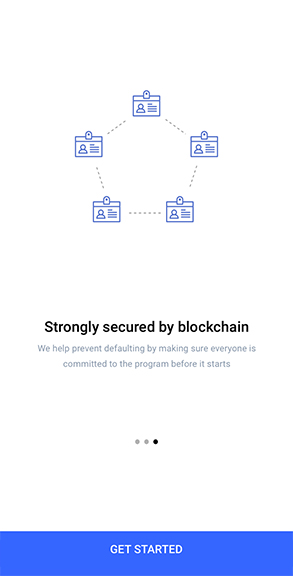 Strongly secured by blockchain
We help prevent defaulting by making sure everyone is
committed to the program before it starts
GET STARTED